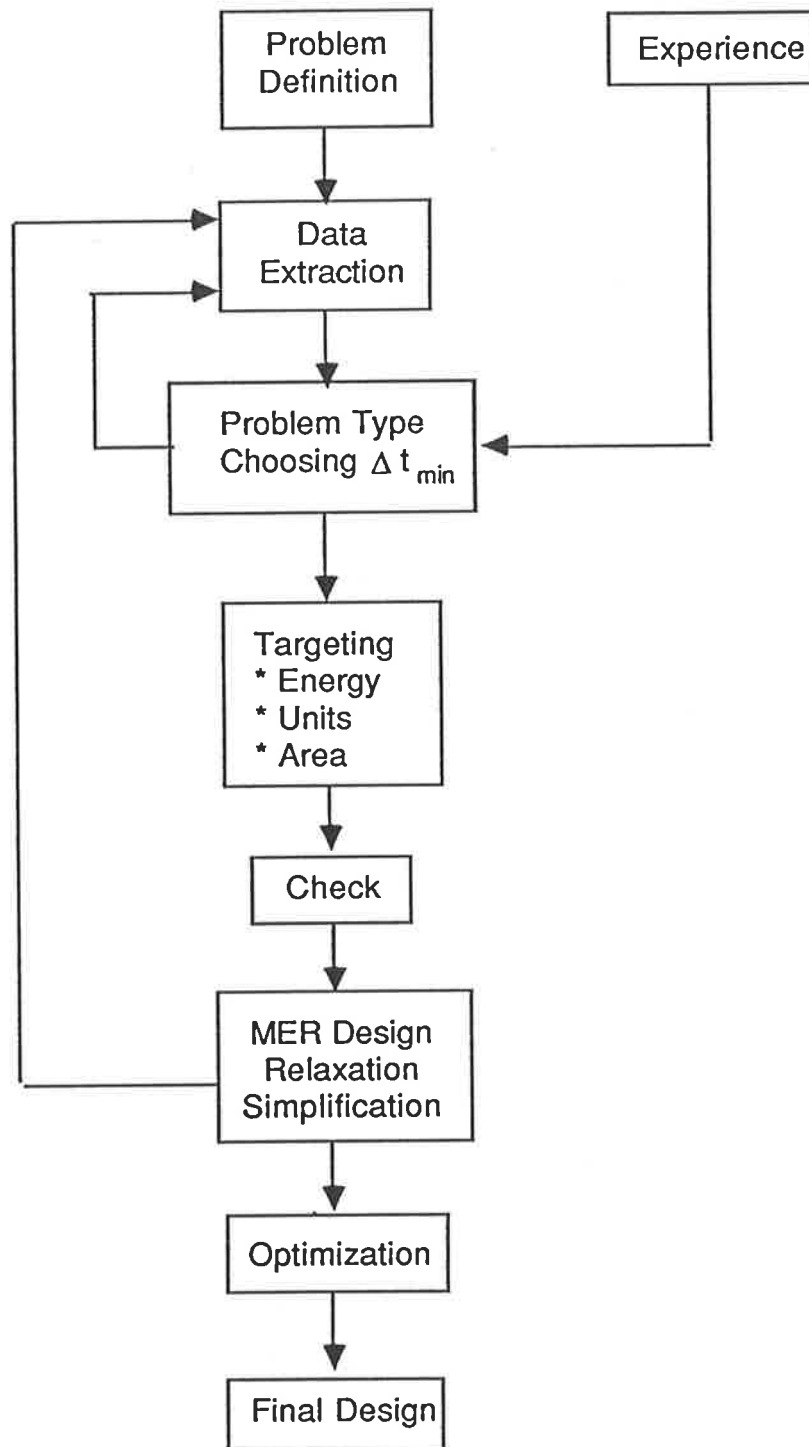 Problem
Definition
Experience
Data
Extraction
Problem Type
Choosing Δ t min
Targeting
* Energy
* Units
* Area
Check
MER Design
Relaxation
Simplification
Optimization
Final Design